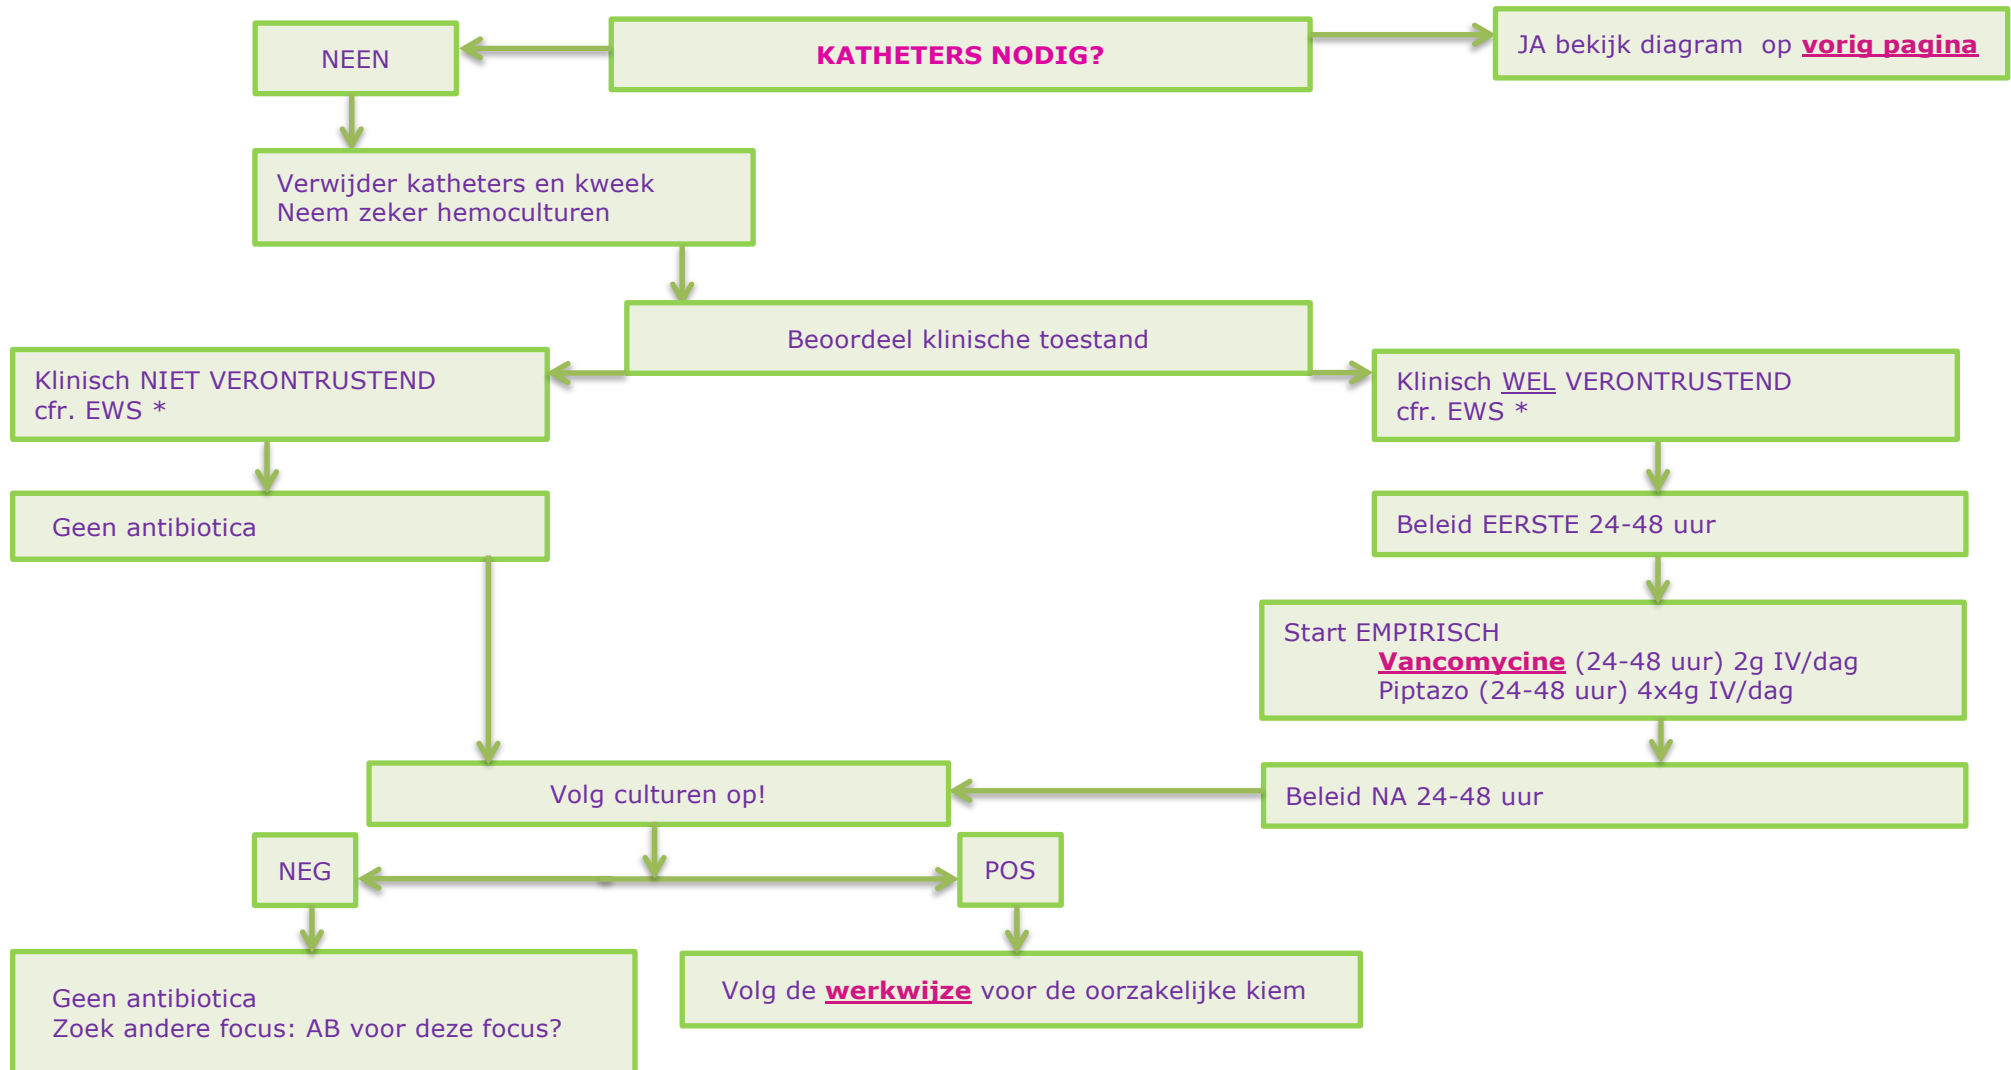 NEEN
KATHETERS NODIG?
JA bekijk diagram op vorig pagina
Verwijder katheters en kweek
Neem zeker hemoculturen
Beoordeel klinische toestand
Klinisch NIET VERONTRUSTEND
cfr. EWS *
Klinisch WEL VERONTRUSTEND
cfr. EWS *
Geen antibiotica
Beleid EERSTE 24-48 uur
Start EMPIRISCH
Vancomycine (24-48 uur) 2g IV/dag
Piptazo (24-48 uur) 4x4g IV/dag
Volg culturen op!
Beleid NA 24-48 uur
NEG
POS
Geen antibiotica
Zoek andere focus: AB voor deze focus?
Volg de werkwijze voor de oorzakelijke kiem